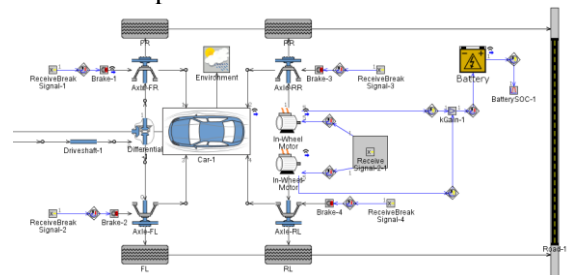 FR
RR
ReceiveBreak
Signal-1
Brake-1
Axle-FR
Environment
Axle-RR
Brake-3
ReceiveBreak
Signal-3
Battery
BatterySOC-1
Driveshaft-1
Differential
Car-1
In-Wheel
Motor
In-Wheel
Motor
Receive
Signal-2-1
kGain-1
ReceiveBreak
Signal-2
Brake-2
Axle-FL
Axle-RL
Brake-4
ReceiveBreak
Signal-4
FL
RL
Road-1